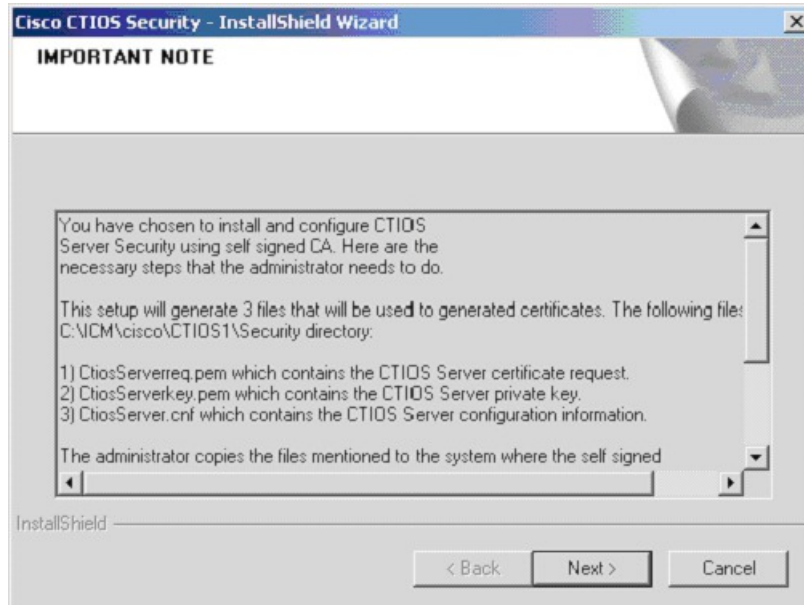 Cisco CTIOS Security - InstallShield Wizard
IMPORTANT NOTE
You have chosen to install and configure CTIOS
Server Security using self signed CA. Here are the
necessary steps that the administrator needs to do.
This setup will generate 3 files that will be used to generated certificates. The following files
C:\ICM\cisco\CTIOS1\Security directory:
1) CtiosServerreq.pem which contains the CTIOS Server certificate request.
2) CtiosServerkey.pem which contains the CTIOS Server private key.
3) CtiosServer.cnf which contains the CTIOS Server configuration information.
The administrator copies the files mentioned to the system where the self signed
InstallShield
< Back
Next >
Cancel